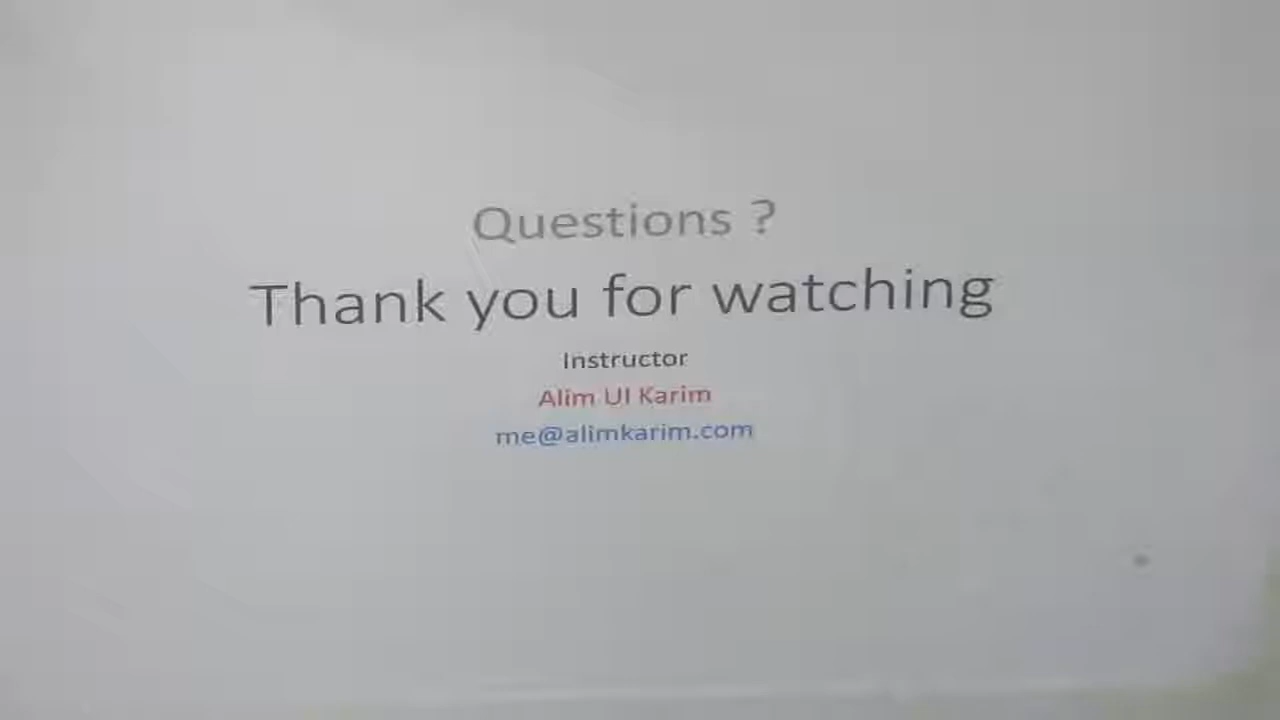 Questions ?
Thank you for watching
Instructor
Alim Ul Karim
me@alimkarim.com